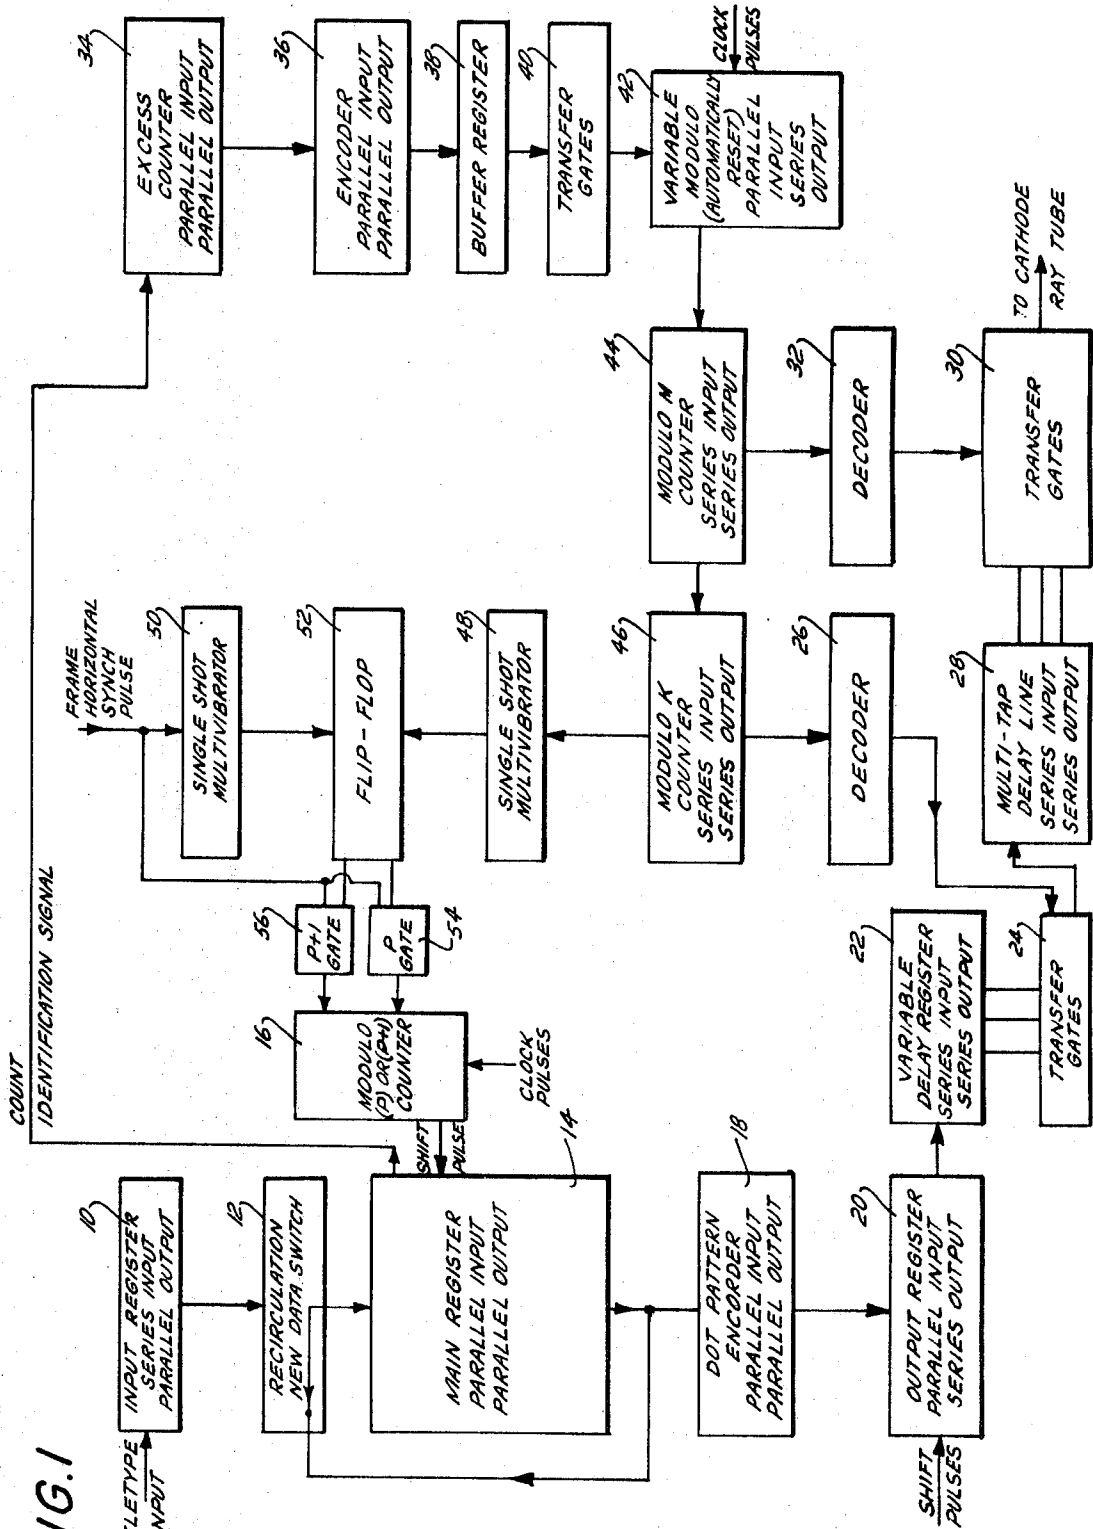 FIG.1
TELETYPE
INPUT
10
INPUT REGISTER
SERIES INPUT
PARALLEL OUTPUT
12
RECIRCULATION
NEW DATA SWITCH
14
MAIN REGISTER
PARALLEL INPUT
PARALLEL OUTPUT
SHIFT
PULSE
18
DOT PATTERN
ENCORDER
PARALLEL INPUT
PARALLEL OUTPUT
SHIFT
PULSES
20
OUTPUT REGISTER
PARALLEL INPUT
SERIES OUTPUT
COUNT
IDENTIFICATION SIGNAL
16
MODULO
(P) OR (P+1)
COUNTER
CLOCK
PULSES
56
P+1
GATE
P
GATE
54
22
VARIABLE
DELAY REGISTER
SERIES INPUT
SERIES OUTPUT
24
TRANSFER
GATES
FRAME
HORIZONTAL
SYNCH
PULSE
50
SINGLE SHOT
MULTIVIBRATOR
52
FLIP-FLOP
48
SINGLE SHOT
MULTIVIBRATOR
46
MODULO K
COUNTER
SERIES INPUT
SERIES OUTPUT
26
DECODER
28
MULTI-TAP
DELAY LINE
SERIES INPUT
SERIES OUTPUT
44
MODULO M
COUNTER
SERIES INPUT
SERIES OUTPUT
32
DECODER
30
TRANSFER
GATES
TO CATHODE
RAY TUBE
34
EXCESS
COUNTER
PARALLEL INPUT
PARALLEL OUTPUT
36
ENCODER
PARALLEL INPUT
PARALLEL OUTPUT
38
BUFFER REGISTER
40
TRANSFER
GATES
42
VARIABLE
MODULO
(AUTOMATICALLY
RESET)
PARALLEL
INPUT
SERIES
OUTPUT
CLOCK
PULSES